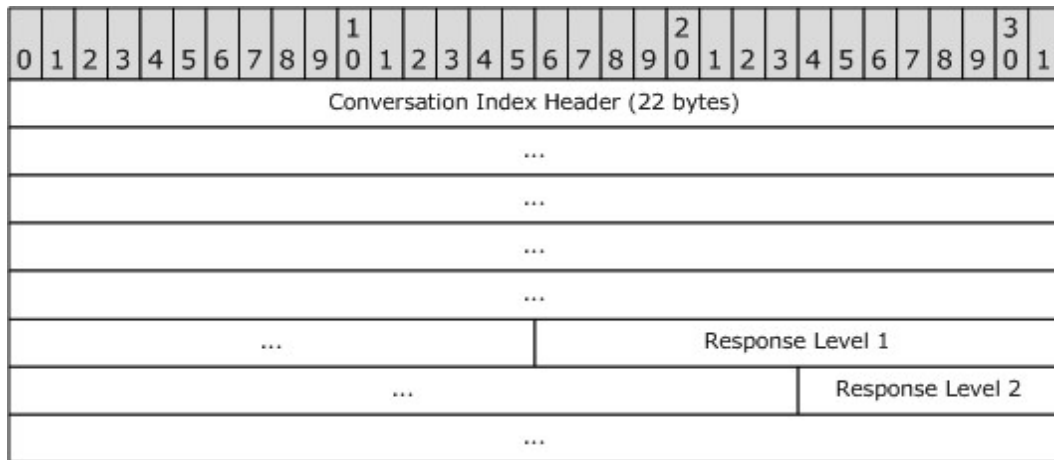 1 2 3
0 1 2 3 4 5 6 7 8 9 0 1 2 3 4 5 6 7 8 9 0 1 2 3 4 5 6 7 8 9 0 1
Conversation Index Header (22 bytes)
...
...
...
...
... Response Level 1
... Response Level 2
...